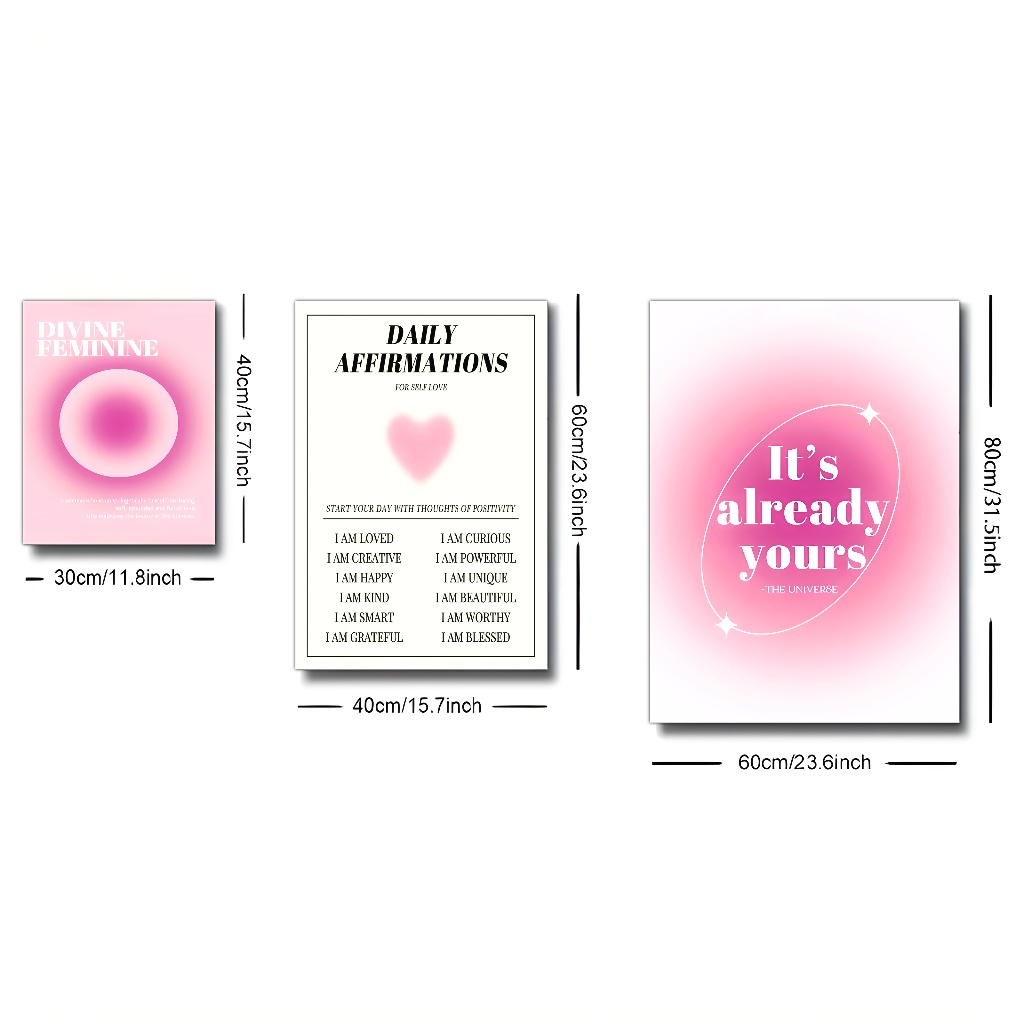 DIVINE
FEMININE
40cm/15.7inch
30cm/11.8inch
DAILY
AFFIRMATIONS
FOR SELF LOVE
START YOUR DAY WITH THOUGHTS OF POSITIVITY
I AM LOVED
I AM CREATIVE
I AM HAPPY
I AM KIND
I AM SMART
I AM GRATEFUL
I AM CURIOUS
I AM POWERFUL
I AM UNIQUE
I AM BEAUTIFUL
I AM WORTHY
I AM BLESSED
60cm/23.6inch
40cm/15.7inch
It's
already
yours
-THE UNIVERSE
80cm/31.5inch
60cm/23.6inch